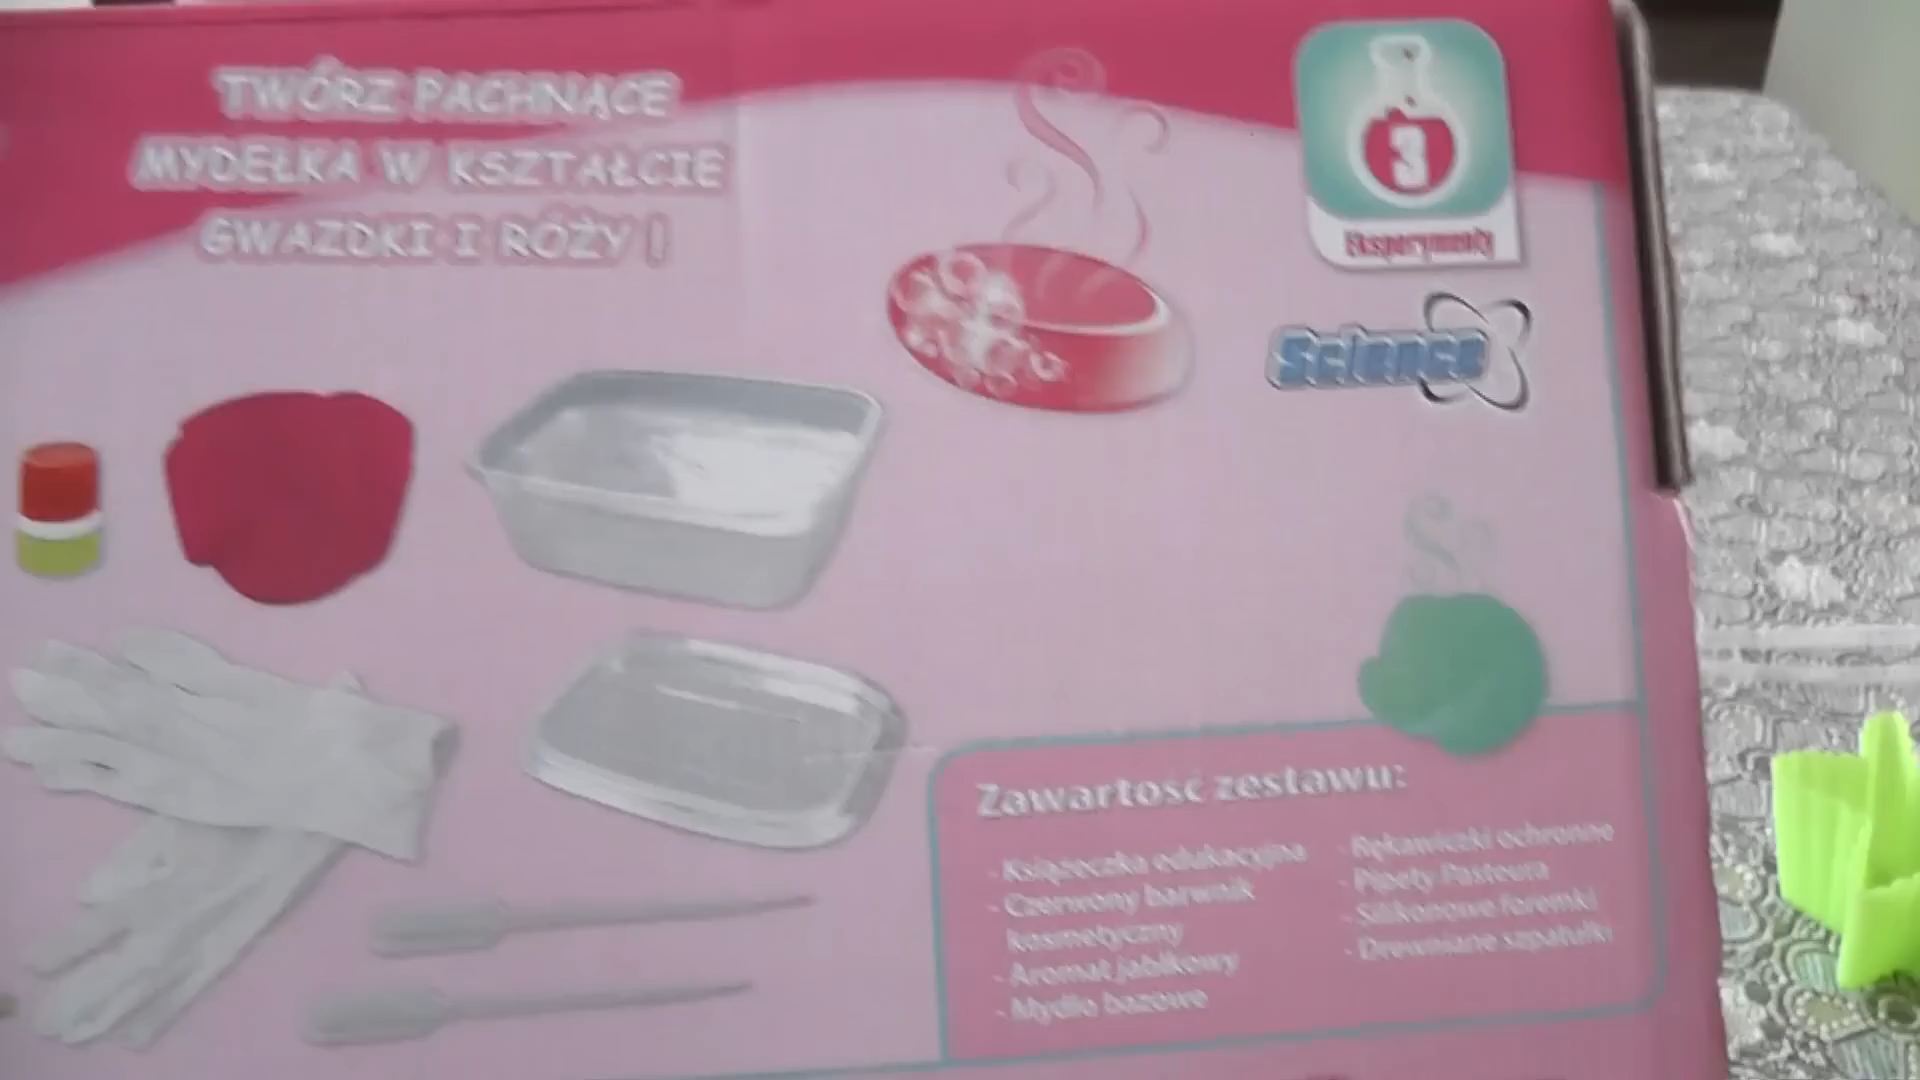 TWÓRZ PACHNĄCE
MYDEŁKA W KSZTAŁCIE
GWAZDKI I RÓŻY !
3
Eksperymenty
Science
Zawartość zestawu:
- Książeczka edukacyjna
- Czerwony barwnik
kosmetyczny
- Aromat jabłkowy
- Mydło bazowe
- Rękawiczki ochronne
- Pipety Pasteura
- Silikonowe foremki
- Drewniane szpatułki